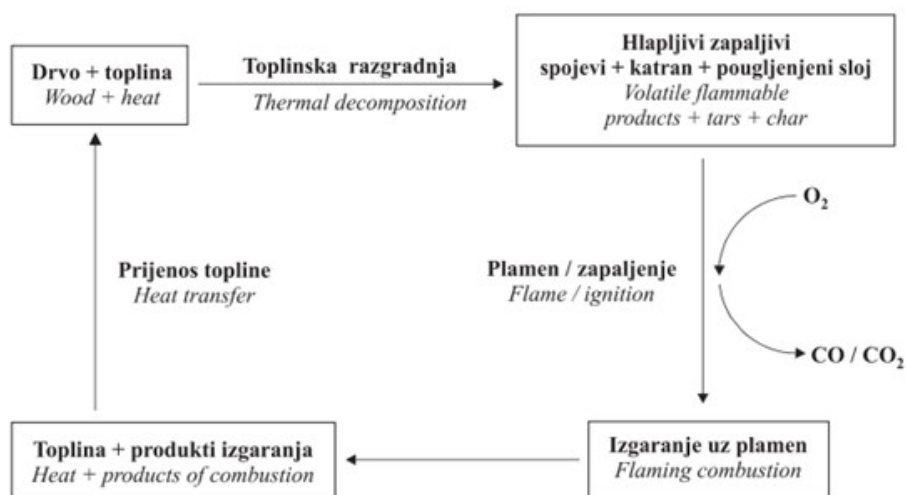 Drvo + toplina
Wood + heat
Toplinska razgradnja
Thermal decomposition
Hlapljivi zapaljivi
spojevi + katran + pougljenjeni sloj
Volatile flammable
products + tars + char
O₂
Prijenos topline
Heat transfer
Plamen / zapaljenje
Flame / ignition
CO / CO₂
Toplina + produkti izgaranja
Heat + products of combustion
Izgaranje uz plamen
Flaming combustion